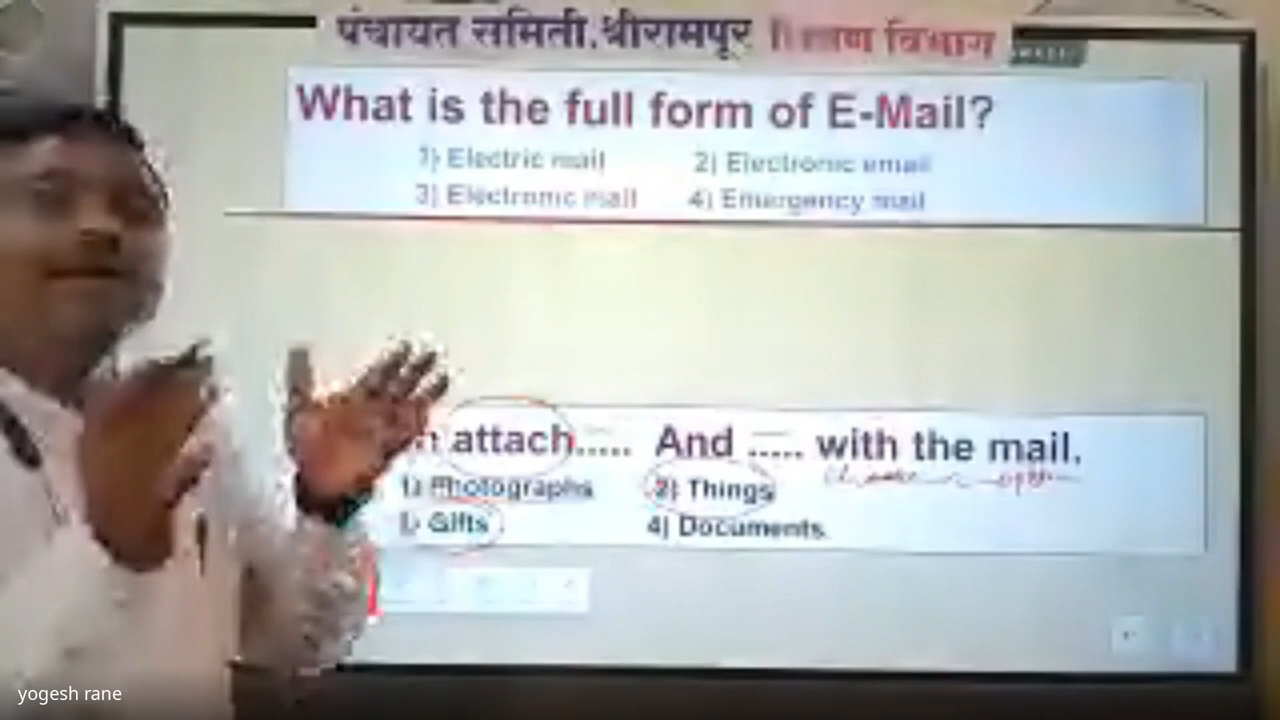 पंचायत समिती.श्रीरामपूर शिक्षण विभाग
What is the full form of E-Mail?
1) Electric mail 2) Electronic email
3) Electronic mail 4) Emergency mail
attach..... And ..... with the mail.
1) Photographs 2) Things
3) Gifts 4) Documents.
yogesh rane